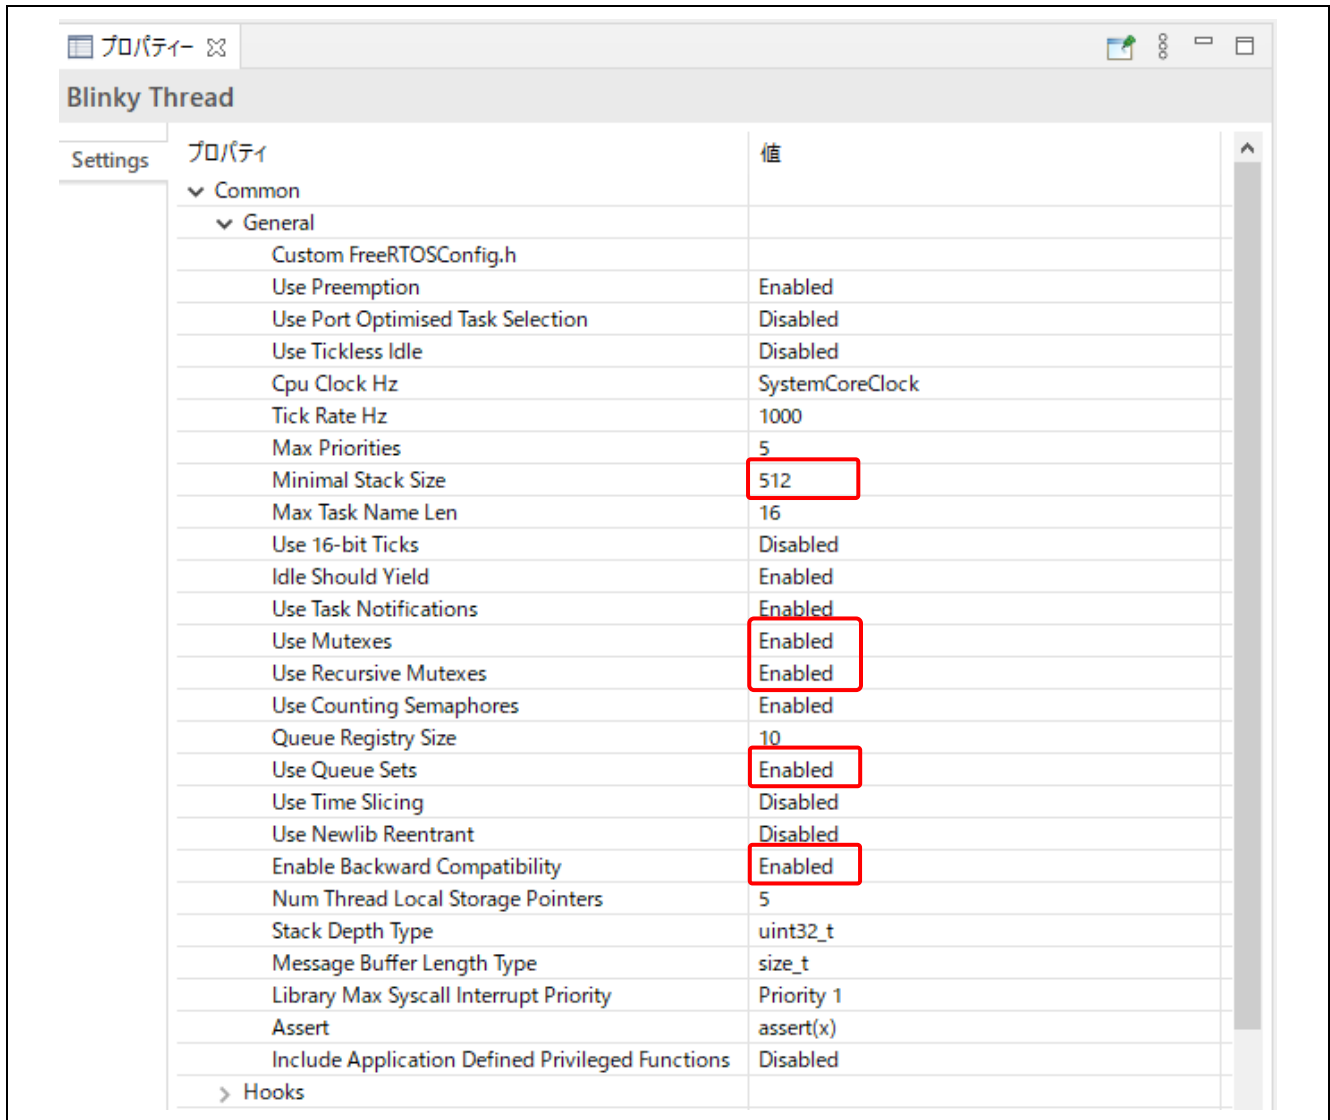 プロパティー
Blinky Thread
Settings
プロパティ 値
Common
General
Custom FreeRTOSConfig.h
Use Preemption Enabled
Use Port Optimised Task Selection Disabled
Use Tickless Idle Disabled
Cpu Clock Hz SystemCoreClock
Tick Rate Hz 1000
Max Priorities 5
Minimal Stack Size 512
Max Task Name Len 16
Use 16-bit Ticks Disabled
Idle Should Yield Enabled
Use Task Notifications Enabled
Use Mutexes Enabled
Use Recursive Mutexes Enabled
Use Counting Semaphores Enabled
Queue Registry Size 10
Use Queue Sets Enabled
Use Time Slicing Disabled
Use Newlib Reentrant Disabled
Enable Backward Compatibility Enabled
Num Thread Local Storage Pointers 5
Stack Depth Type uint32_t
Message Buffer Length Type size_t
Library Max Syscall Interrupt Priority Priority 1
Assert assert(x)
Include Application Defined Privileged Functions Disabled
Hooks